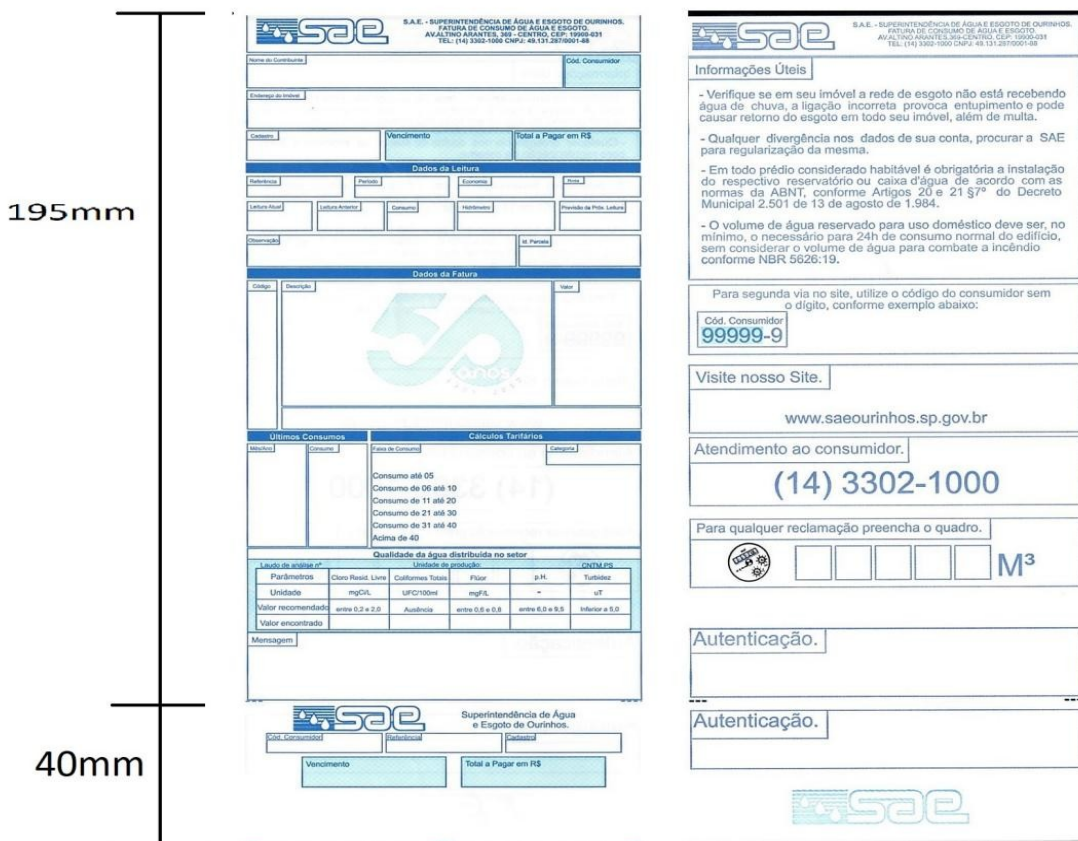 195mm
40mm
sae
S.A.E. - SUPERINTENDÊNCIA DE ÁGUA E ESGOTO DE OURINHOS.
FATURA DE CONSUMO DE ÁGUA E ESGOTO.
AV.ALTINO ARANTES, 369 - CENTRO, CEP: 19900-031
TEL: (14) 3302-1000 CNPJ: 49.131.287/0001-88
Nome do Contribuinte
Cód. Consumidor
Endereço do Imóvel
Cadastro
Vencimento
Total a Pagar em R$
Dados da Leitura
Referência
Período
Economia
Leitura Atual
Leitura Anterior
Consumo
Hidrômetro
Previsão da Próx. Leitura
Observação
Id. Parcela
Dados da Fatura
Código
Descrição
Valor
50
anos
Últimos Consumos
Cálculos Tarifários
Mês/Ano
Consumo
Faixa de Consumo
Categoria
Consumo até 05
Consumo de 06 até 10
Consumo de 11 até 20
Consumo de 21 até 30
Consumo de 31 até 40
Acima de 40
Qualidade da água distribuída no setor
Laudo de análise nº
Unidade de produção:
CNTM.PS
Parâmetros Cloro Resid. Livre Coliformes Totais Flúor p.H. Turbidez
Unidade mgCl/L UFC/100ml mgF/L - uT
Valor recomendado entre 0,2 e 2,0 Ausência entre 0,6 e 0,8 entre 6,0 e 9,5 Inferior a 5,0
Valor encontrado
Mensagem
sae
Superintendência de Água
e Esgoto de Ourinhos.
Cód. Consumidor
Referência
Cadastro
Vencimento
Total a Pagar em R$
sae
S.A.E. - SUPERINTENDÊNCIA DE ÁGUA E ESGOTO DE OURINHOS.
FATURA DE CONSUMO DE ÁGUA E ESGOTO.
AV.ALTINO ARANTES,369-CENTRO, CEP: 19900-031
TEL: (14) 3302-1000 CNPJ: 49.131.287/0001-88
Informações Úteis
- Verifique se em seu imóvel a rede de esgoto não está recebendo
água de chuva, a ligação incorreta provoca entupimento e pode
causar retorno do esgoto em todo seu imóvel, além de multa.
- Qualquer divergência nos dados de sua conta, procurar a SAE
para regularização da mesma.
- Em todo prédio considerado habitável é obrigatória a instalação
do respectivo reservatório ou caixa d'água de acordo com as
normas da ABNT, conforme Artigos 20 e 21 §7º do Decreto
Municipal 2.501 de 13 de agosto de 1.984.
- O volume de água reservado para uso doméstico deve ser, no
mínimo, o necessário para 24h de consumo normal do edifício,
sem considerar o volume de água para combate a incêndio
conforme NBR 5626:19.
Para segunda via no site, utilize o código do consumidor sem
o dígito, conforme exemplo abaixo:
Cód. Consumidor
99999-9
Visite nosso Site.
www.saeourinhos.sp.gov.br
Atendimento ao consumidor.
(14) 3302-1000
Para qualquer reclamação preencha o quadro.
M³
Autenticação.
Autenticação.
sae